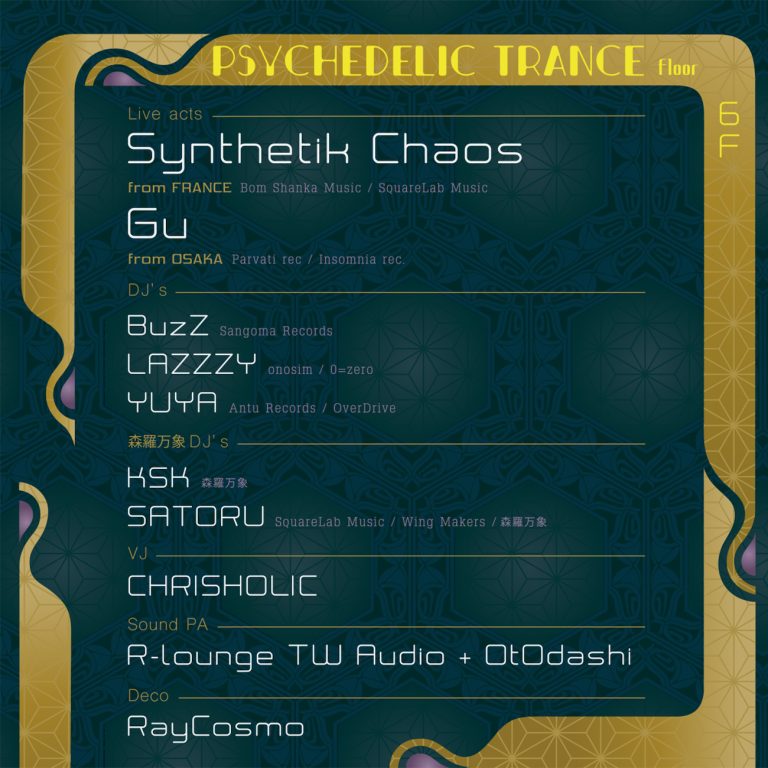 PSYCHEDELIC TRANCE Floor
6F
Live acts
Synthetik Chaos
from FRANCE Bom Shanka Music / SquareLab Music
Gu
from OSAKA Parvati rec / Insomnia rec.
DJ's
BuzZ Sangoma Records
LAZZZY onosim / 0=zero
YUYA Antu Records / OverDrive
森羅万象 DJ's
KSK 森羅万象
SATORU SquareLab Music / Wing Makers / 森羅万象
VJ
CHRISHOLIC
Sound PA
R-lounge TW Audio + OtOdashi
Deco
RayCosmo